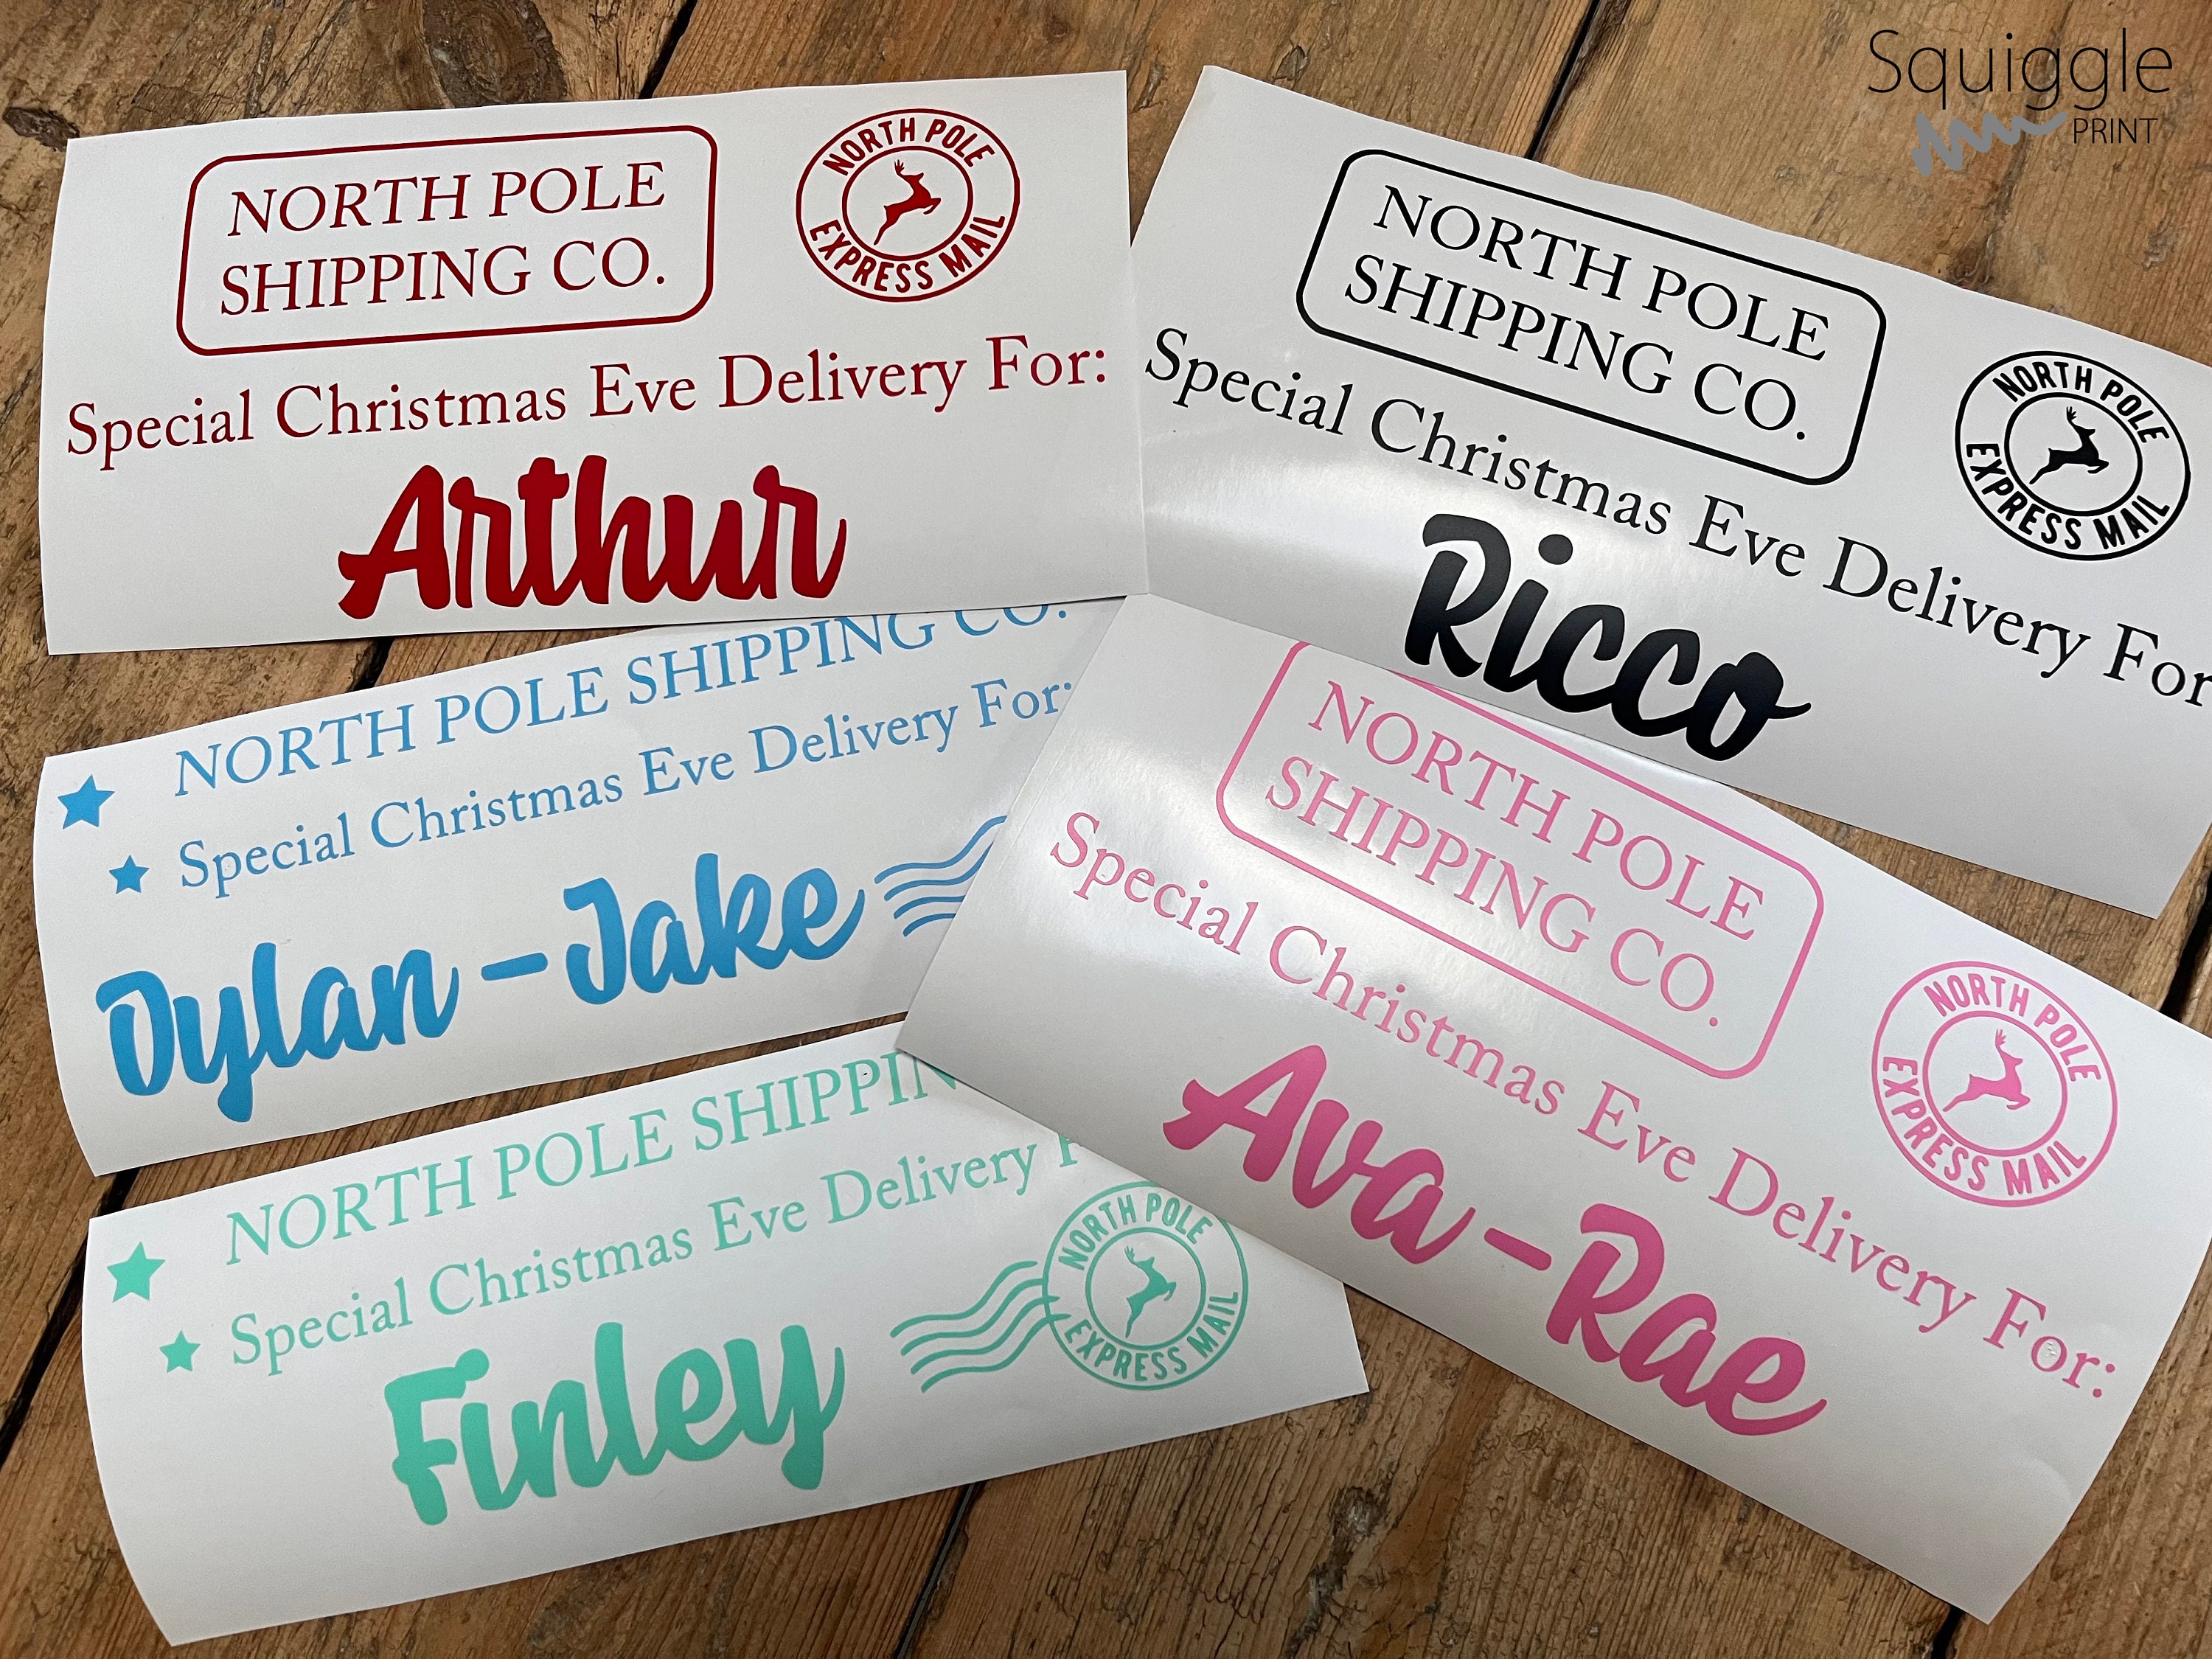 Squiggle
PRINT
NORTH POLE
SHIPPING CO.
NORTH POLE
EXPRESS MAIL
Special Christmas Eve Delivery For:
Arthur
NORTH POLE
SHIPPING CO.
NORTH POLE
EXPRESS MAIL
Special Christmas Eve Delivery For
Ricco
NORTH POLE SHIPPING CO.
Special Christmas Eve Delivery For:
Dylan-Jake
NORTH POLE
SHIPPING CO.
NORTH POLE
EXPRESS MAIL
Special Christmas Eve Delivery For:
Ava-Rae
NORTH POLE SHIPPIN
Special Christmas Eve Delivery F
NORTH POLE
EXPRESS MAIL
Finley